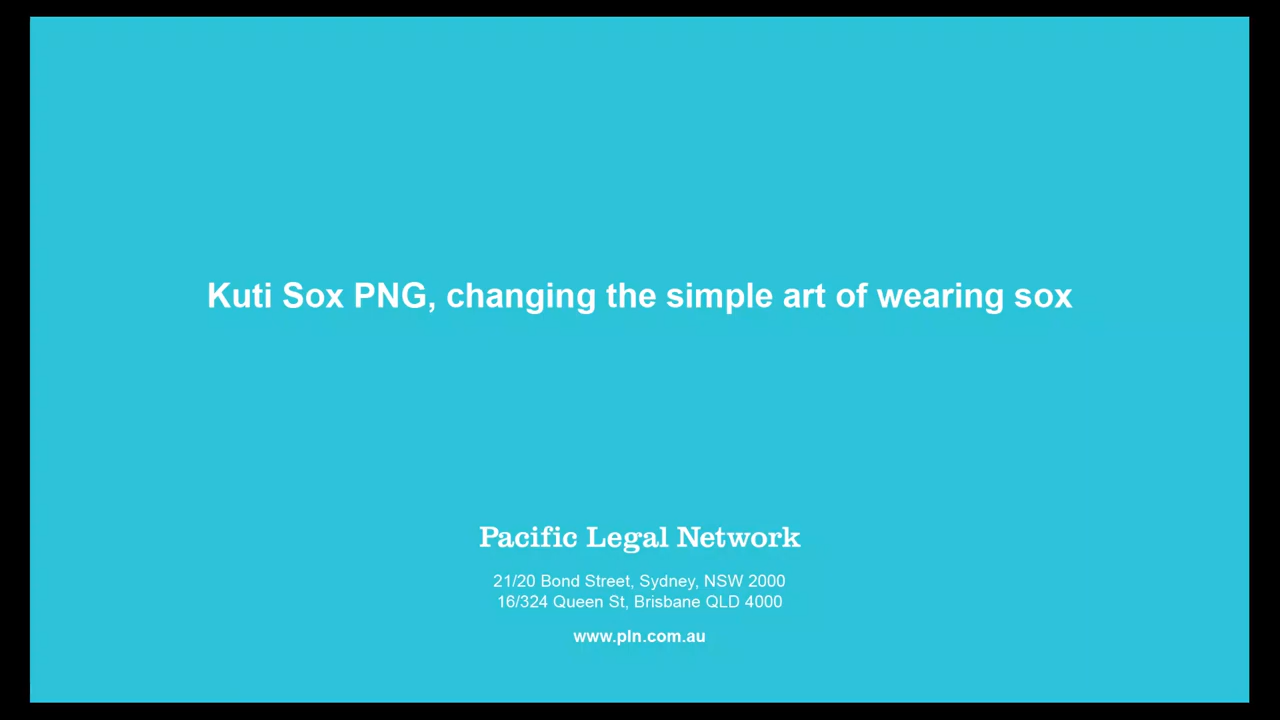 Kuti Sox PNG, changing the simple art of wearing sox
Pacific Legal Network
21/20 Bond Street, Sydney, NSW 2000
16/324 Queen St, Brisbane QLD 4000
www.pln.com.au